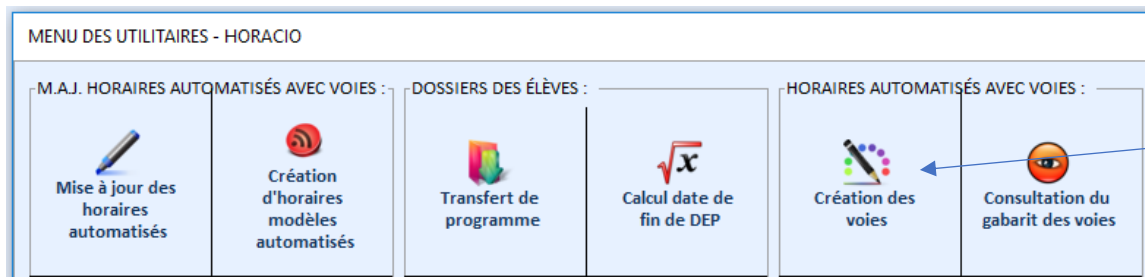 MENU DES UTILITAIRES - HORACIO
M.A.J. HORAIRES AUTOMATISÉS AVEC VOIES :
Mise à jour des
horaires
automatisés
Création
d'horaires
modèles
automatisés
DOSSIERS DES ÉLÈVES :
Transfert de
programme
√x
Calcul date de
fin de DEP
HORAIRES AUTOMATISÉS AVEC VOIES :
Création des
voies
Consultation du
gabarit des voies